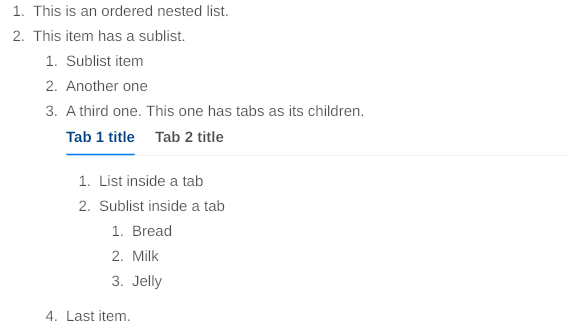 1. This is an ordered nested list.
2. This item has a sublist.
1. Sublist item
2. Another one
3. A third one. This one has tabs as its children.
Tab 1 title Tab 2 title
1. List inside a tab
2. Sublist inside a tab
1. Bread
2. Milk
3. Jelly
4. Last item.